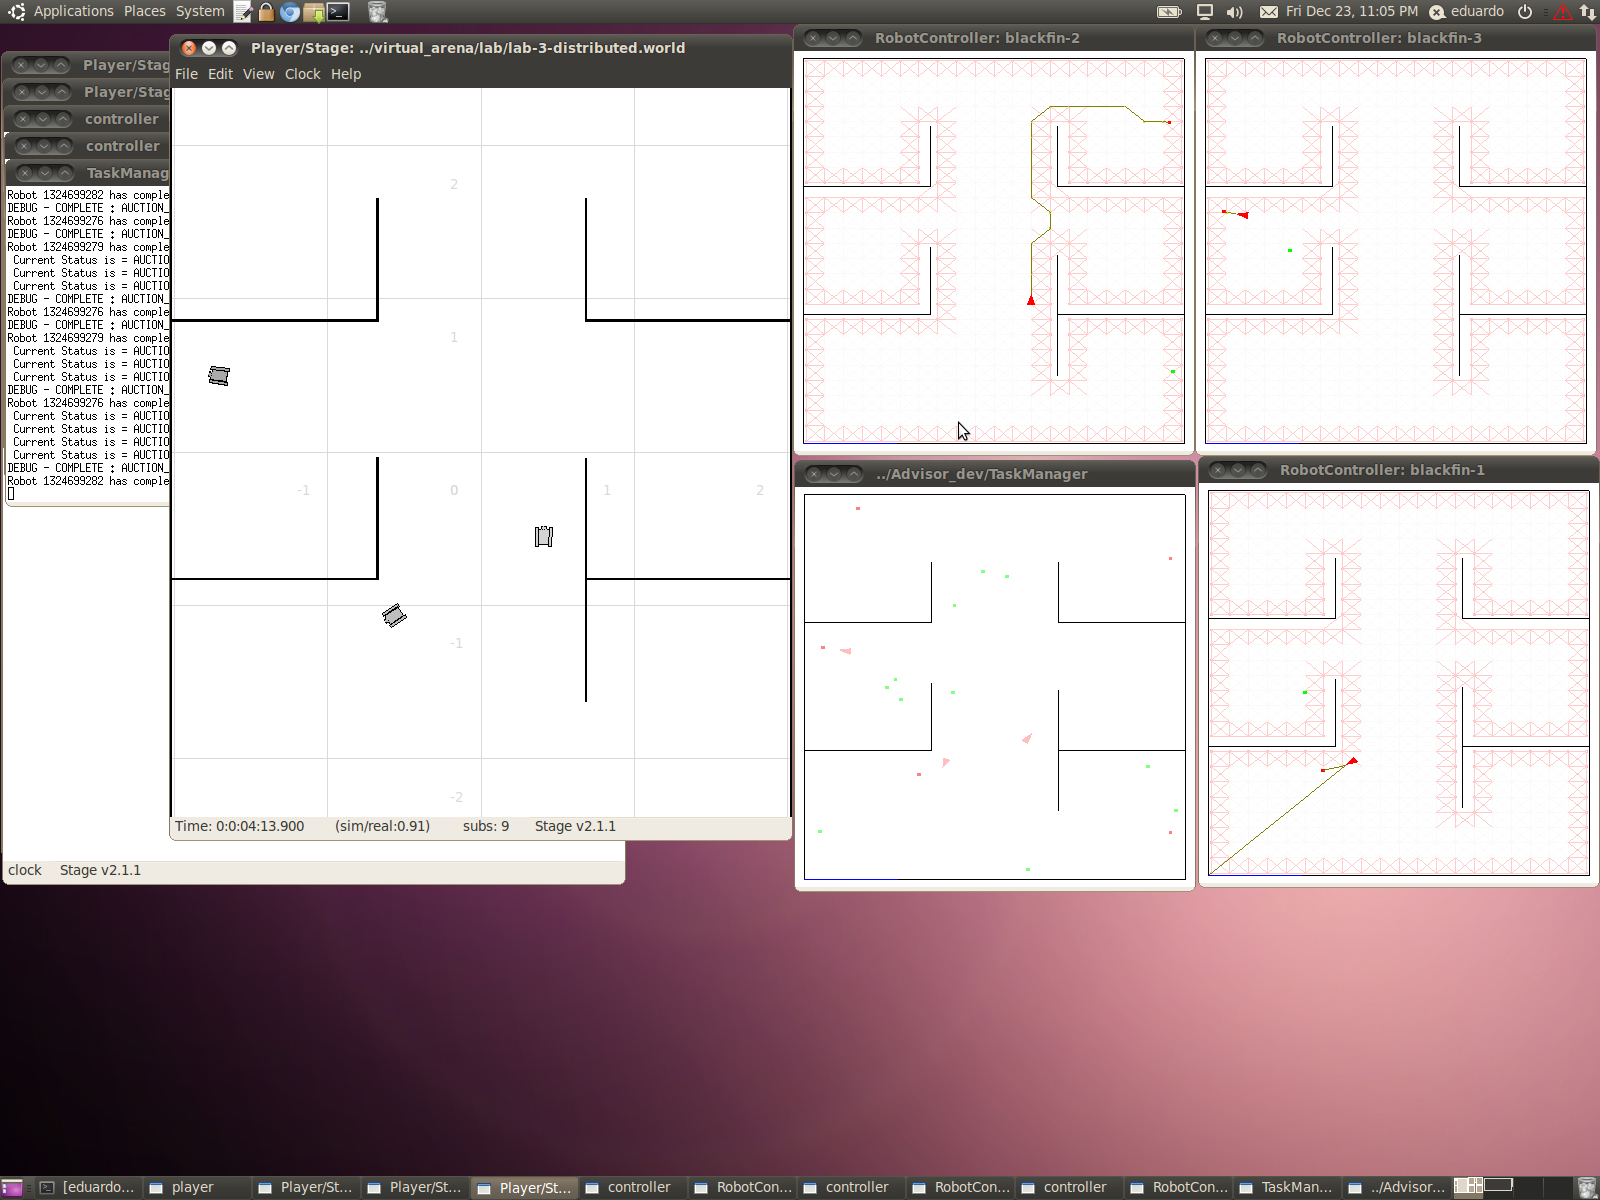 Applications Places System
Fri Dec 23, 11:05 PM eduardo
Player/Stag
Player/Stag
controller
controller
TaskManag
Robot 1324699282 has comple
DEBUG - COMPLETE : AUCTION_
Robot 1324699276 has comple
DEBUG - COMPLETE : AUCTION_
Robot 1324699279 has comple
Current Status is = AUCTIO
Current Status is = AUCTIO
Current Status is = AUCTIO
DEBUG - COMPLETE : AUCTION_
Robot 1324699276 has comple
DEBUG - COMPLETE : AUCTION_
Robot 1324699279 has comple
Current Status is = AUCTIO
Current Status is = AUCTIO
Current Status is = AUCTIO
DEBUG - COMPLETE : AUCTION_
Robot 1324699276 has comple
Current Status is = AUCTIO
Current Status is = AUCTIO
Current Status is = AUCTIO
Current Status is = AUCTIO
DEBUG - COMPLETE : AUCTION_
Robot 1324699282 has comple
clock Stage v2.1.1
Player/Stage: ../virtual_arena/lab/lab-3-distributed.world
File Edit View Clock Help
2
1
-1 0 1 2
-1
-2
Time: 0:0:04:13.900 (sim/real:0.91) subs: 9 Stage v2.1.1
RobotController: blackfin-2
RobotController: blackfin-3
../Advisor_dev/TaskManager
RobotController: blackfin-1
[eduardo... player Player/St... Player/St... Player/St... controller RobotCon... controller RobotCon... controller RobotCon... TaskMan... ../Advisor...